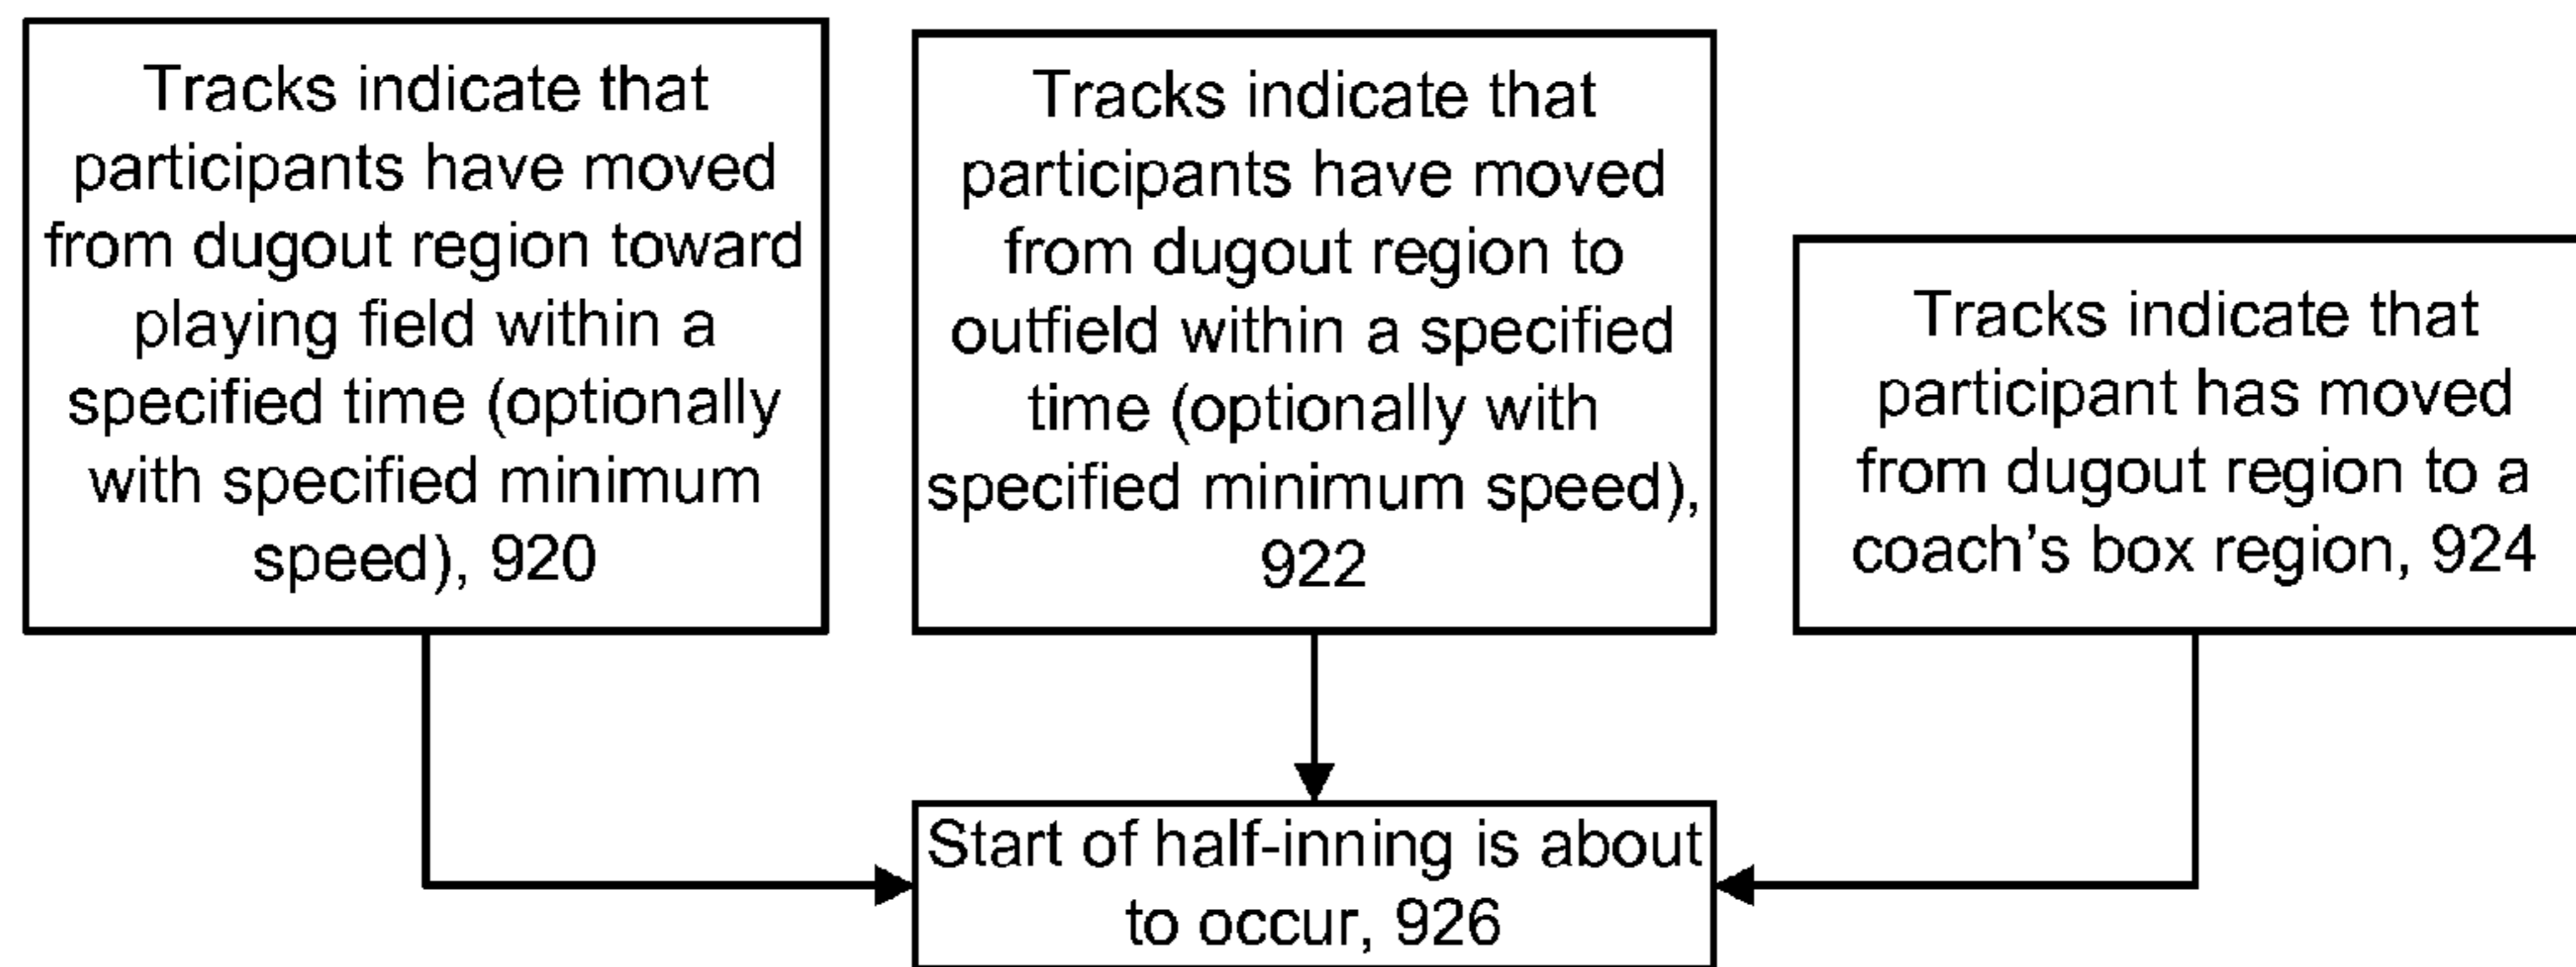 Tracks indicate that
participants have moved
from dugout region toward
playing field within a
specified time (optionally
with specified minimum
speed), 920
Tracks indicate that
participants have moved
from dugout region to
outfield within a specified
time (optionally with
specified minimum speed),
922
Tracks indicate that
participant has moved
from dugout region to a
coach's box region, 924
Start of half-inning is about
to occur, 926